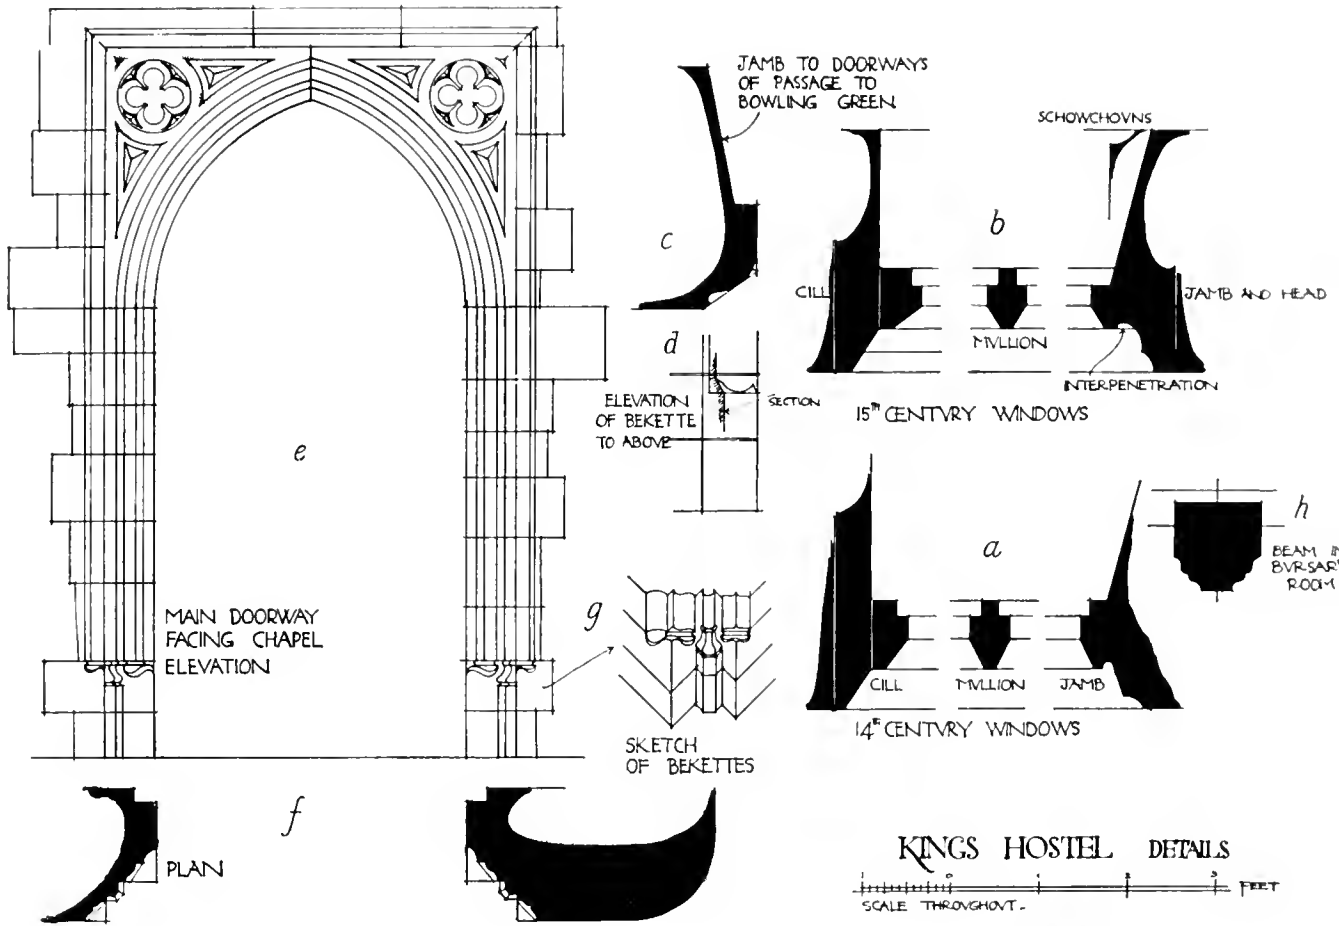 JAMB TO DOORWAYS
OF PASSAGE TO
BOWLING GREEN
c
SCHOWCHOVNS
b
CILL
MVLLION
JAMB AND HEAD
INTERPENETRATION
15TH CENTVRY WINDOWS
d
ELEVATION
OF BEKETTE
TO ABOVE
SECTION
e
a
h
BEAM IN
BVRSAR'S
ROOM
CILL
MVLLION
JAMB
14TH CENTVRY WINDOWS
MAIN DOORWAY
FACING CHAPEL
ELEVATION
g
SKETCH
OF BEKETTES
f
PLAN
KINGS HOSTEL DETAILS
1 0 1 2 3 FEET
SCALE THROVGHOVT.